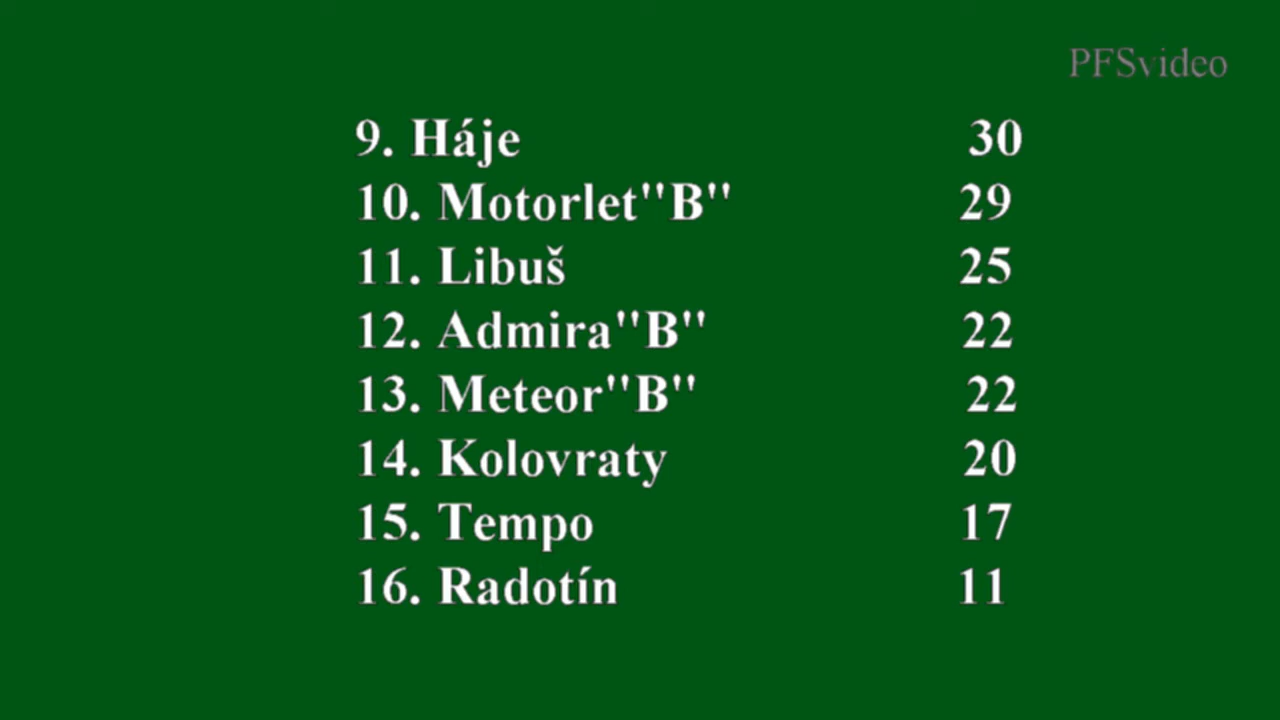 PFSvideo
9. Háje 30
10. Motorlet"B" 29
11. Libuš 25
12. Admira"B" 22
13. Meteor"B" 22
14. Kolovraty 20
15. Tempo 17
16. Radotín 11